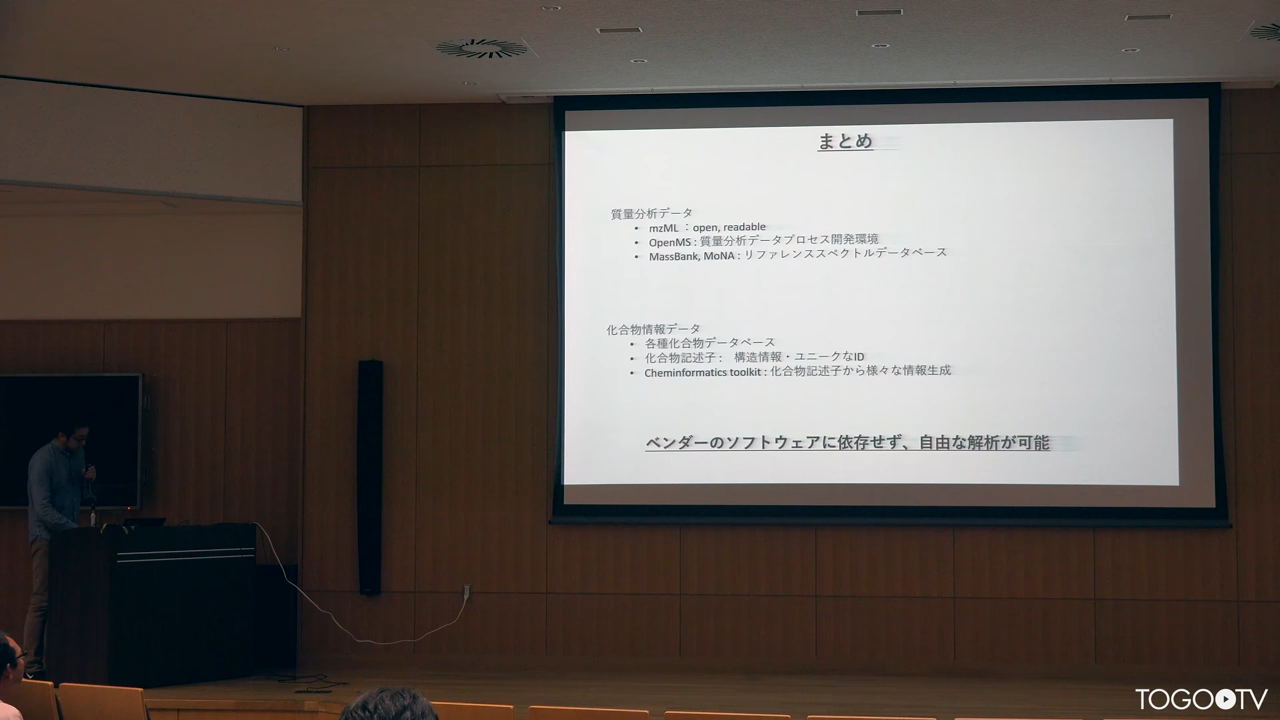 まとめ
質量分析データ
• mzML ：open, readable
• OpenMS : 質量分析データプロセス開発環境
• MassBank, MoNA : リファレンススペクトルデータベース
化合物情報データ
• 各種化合物データベース
• 化合物記述子： 構造情報・ユニークなID
• Cheminformatics toolkit : 化合物記述子から様々な情報生成
ベンダーのソフトウェアに依存せず、自由な解析が可能
TOGOTV